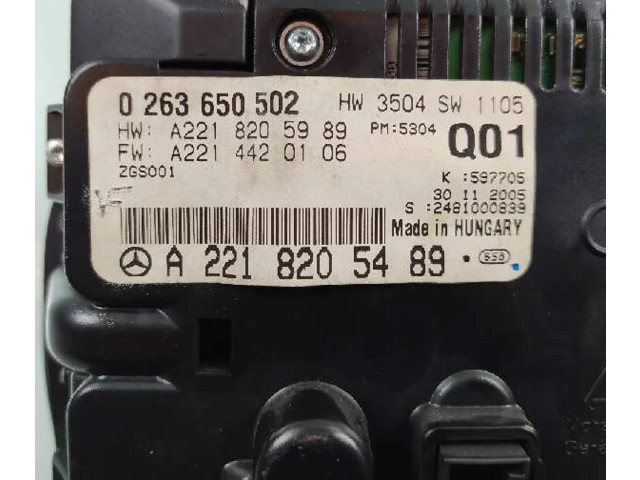 0 263 650 502 HW 3504 SW 1105
HW: A221 820 59 89 PM:5304 Q01
FW: A221 442 01 06
ZGS001
K :597705
30 11 2005
S :2481000839
Made in HUNGARY
A 221 820 54 89